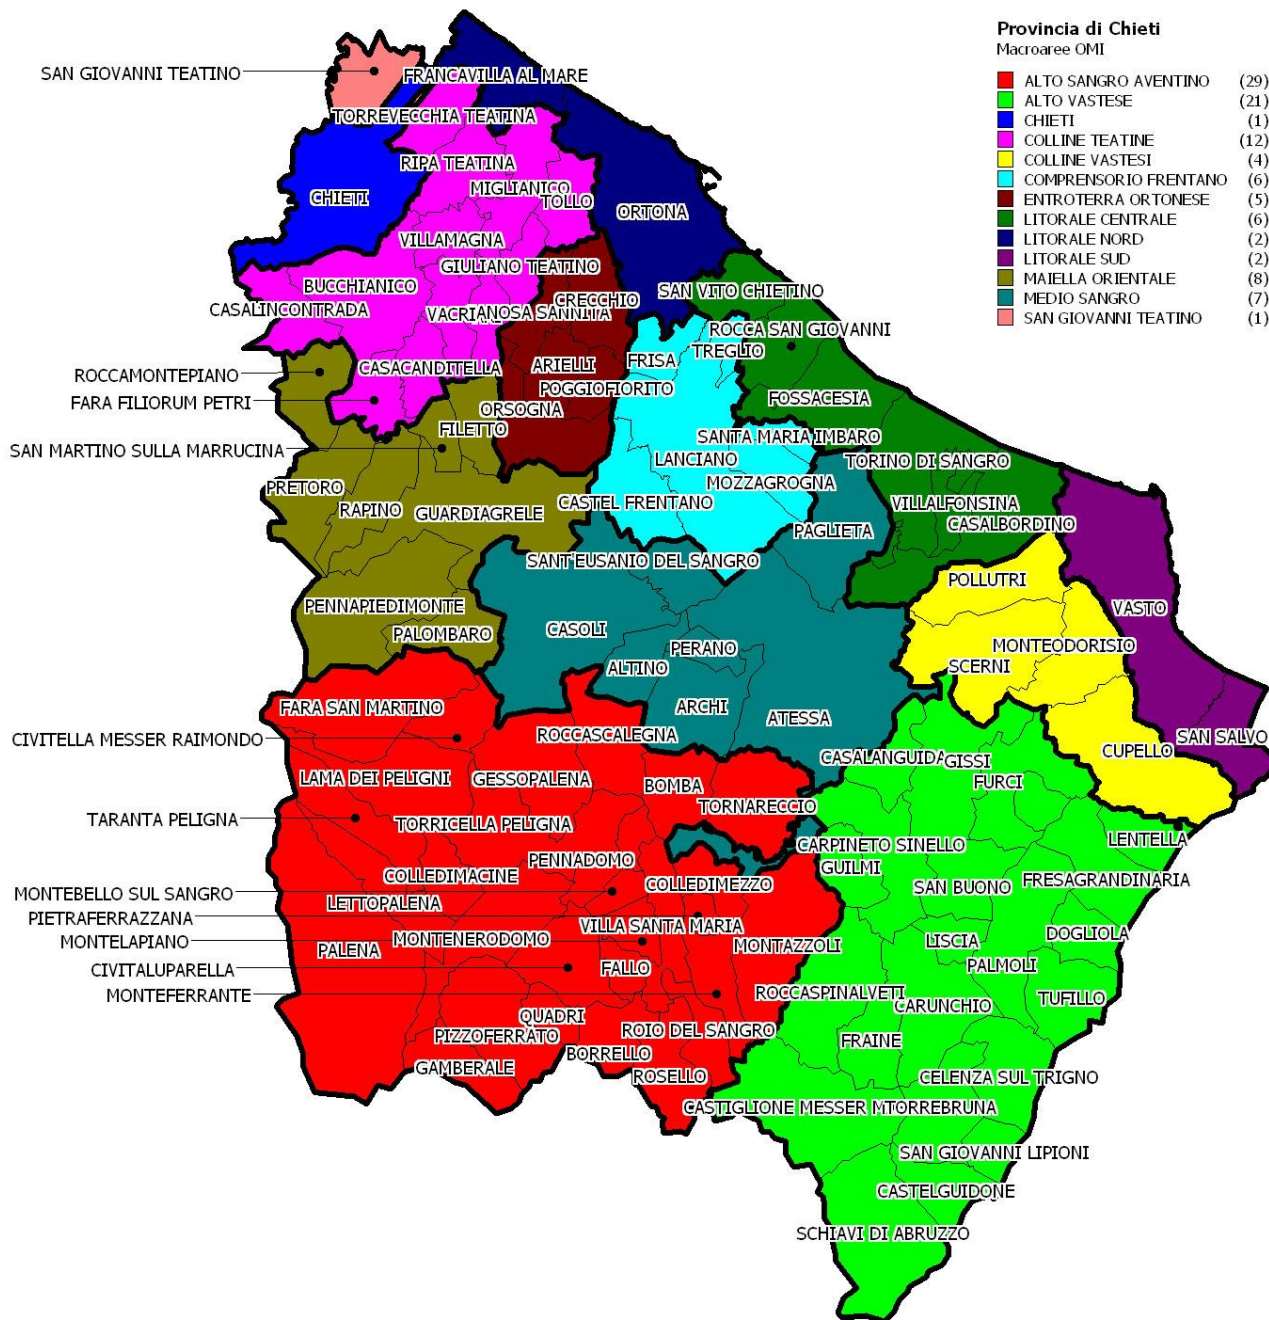 Provincia di Chieti
Macroaree OMI
ALTO SANGRO AVENTINO (29)
ALTO VASTESE (21)
CHIETI (1)
COLLINE TEATINE (12)
COLLINE VASTESI (4)
COMPRENSORIO FRENTANO (6)
ENTROTERRA ORTONESE (5)
LITORALE CENTRALE (6)
LITORALE NORD (2)
LITORALE SUD (2)
MAIELLA ORIENTALE (8)
MEDIO SANGRO (7)
SAN GIOVANNI TEATINO (1)
SAN GIOVANNI TEATINO
FRANCAVILLA AL MARE
TORREVECCHIA TEATINA
RIPA TEATINA
MIGLIANICO
CHIETI
TOLLO
ORTONA
VILLAMAGNA
GIULIANO TEATINO
BUCCHIANICO
SAN VITO CHIETINO
CRECCHIO
CASALINCONTRADA
VACRI
ANOSA SANNITA
ROCCA SAN GIOVANNI
TREGLIO
FRISA
ARIELLI
CASACANDITELLA
ROCCAMONTEPIANO
POGGIOFIORITO
FOSSACESIA
FARA FILIORUM PETRI
ORSOGNA
FILETTO
SANTA MARIA IMBARO
SAN MARTINO SULLA MARRUCINA
LANCIANO
TORINO DI SANGRO
MOZZAGROGNA
PRETORO
RAPINO
GUARDIAGRELE
CASTEL FRENTANO
VILLALFONSINA
CASALBORDINO
PAGLIETA
SANT'EUSANIO DEL SANGRO
POLLUTRI
PENNAPIEDIMONTE
VASTO
PALOMBARO
CASOLI
PERANO
MONTEODORISIO
ALTINO
SCERNI
FARA SAN MARTINO
ARCHI
ATESSA
CIVITELLA MESSER RAIMONDO
ROCCASCALEGNA
SAN SALVO
CUPELLO
CASALANGUIDA
GISSI
LAMA DEI PELIGNI
GESSOPALENA
BOMBA
FURCI
TORNARECCIO
TARANTA PELIGNA
TORRICELLA PELIGNA
LENTELLA
CARPINETO SINELLO
PENNADOMO
GUILMI
COLLEDIMACINE
COLLEDIMEZZO
SAN BUONO
FRESAGRANDINARIA
MONTEBELLO SUL SANGRO
LETTOPALENA
PIETRAFERRAZZANA
VILLA SANTA MARIA
DOGLIOLA
MONTELAPIANO
MONTENERODOMO
MONTAZZOLI
LISCIA
PALENA
CIVITALUPARELLA
FALLO
PALMOLI
MONTEFERRANTE
ROCCASPINALVETI
CARUNCHIO
TUFILLO
QUADRI
PIZZOFERRATO
ROIO DEL SANGRO
FRAINE
BORRELLO
GAMBERALE
ROSELLO
CELENZA SUL TRIGNO
CASTIGLIONE MESSER M
TORREBRUNA
SAN GIOVANNI LIPIONI
CASTELGUIDONE
SCHIAVI DI ABRUZZO